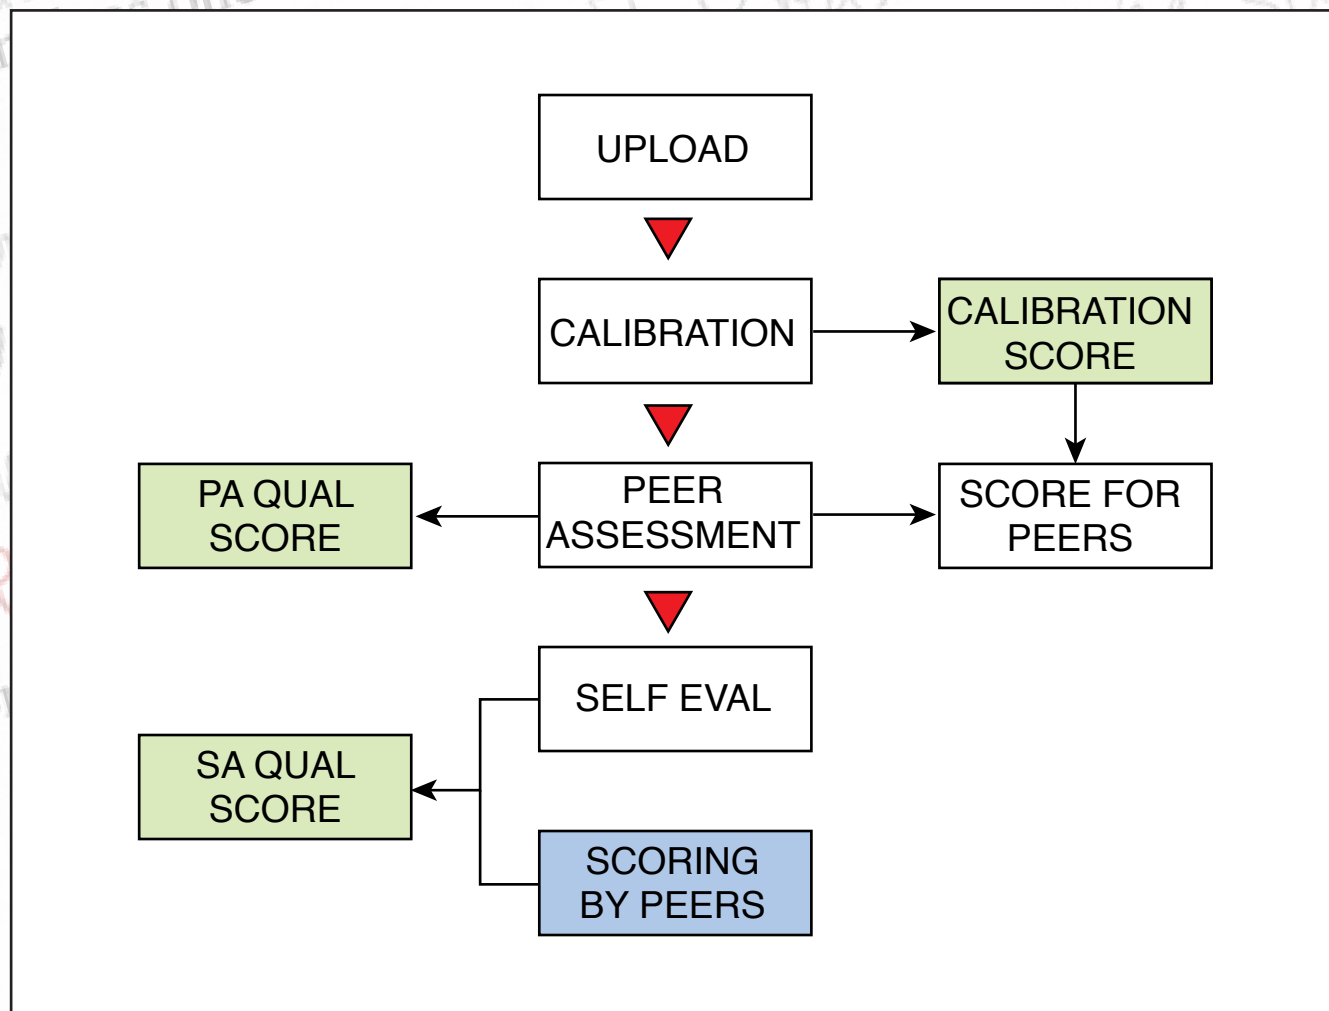 UPLOAD
CALIBRATION
CALIBRATION
SCORE
PA QUAL
SCORE
PEER
ASSESSMENT
SCORE FOR
PEERS
SELF EVAL
SA QUAL
SCORE
SCORING
BY PEERS